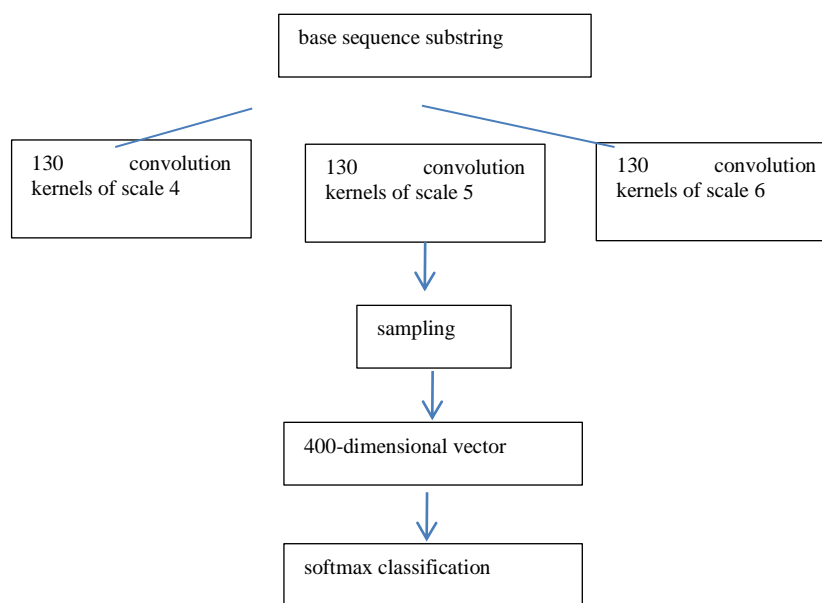 base sequence substring
130 convolution
kernels of scale 4
130 convolution
kernels of scale 5
130 convolution
kernels of scale 6
sampling
400-dimensional vector
softmax classification